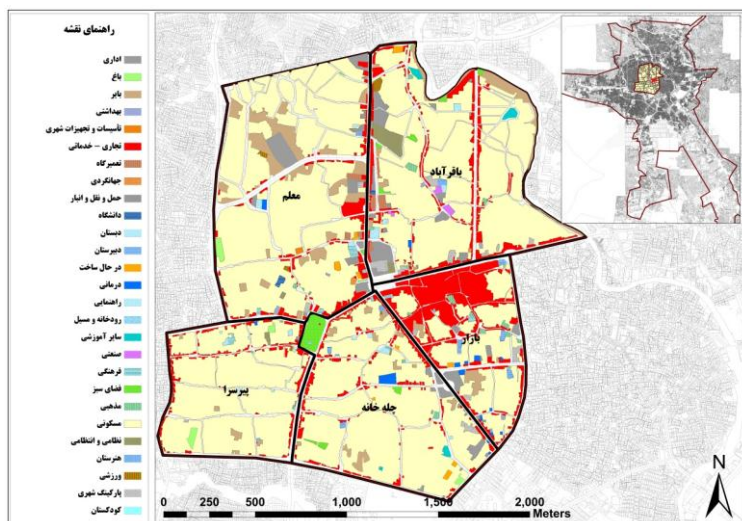 راهنمای نقشه
اداری
باغ
بایر
بهداشتی
تأسیسات و تجهیزات شهری
تجاری - خدماتی
تعمیرگاه
جهانگردی
حمل و نقل و انبار
دانشگاه
دبستان
دبیرستان
در حال ساخت
درمانی
راهنمایی
رودخانه و مسیل
سایر آموزشی
صنعتی
فرهنگی
فضای سبز
مذهبی
مسکونی
نظامی و انتظامی
هنرستان
ورزشی
پارکینگ شهری
کودکستان
باقرآباد
معلم
بازار
پیرسرا
چله خانه
N
0 250 500 1,000 1,500 2,000
Meters